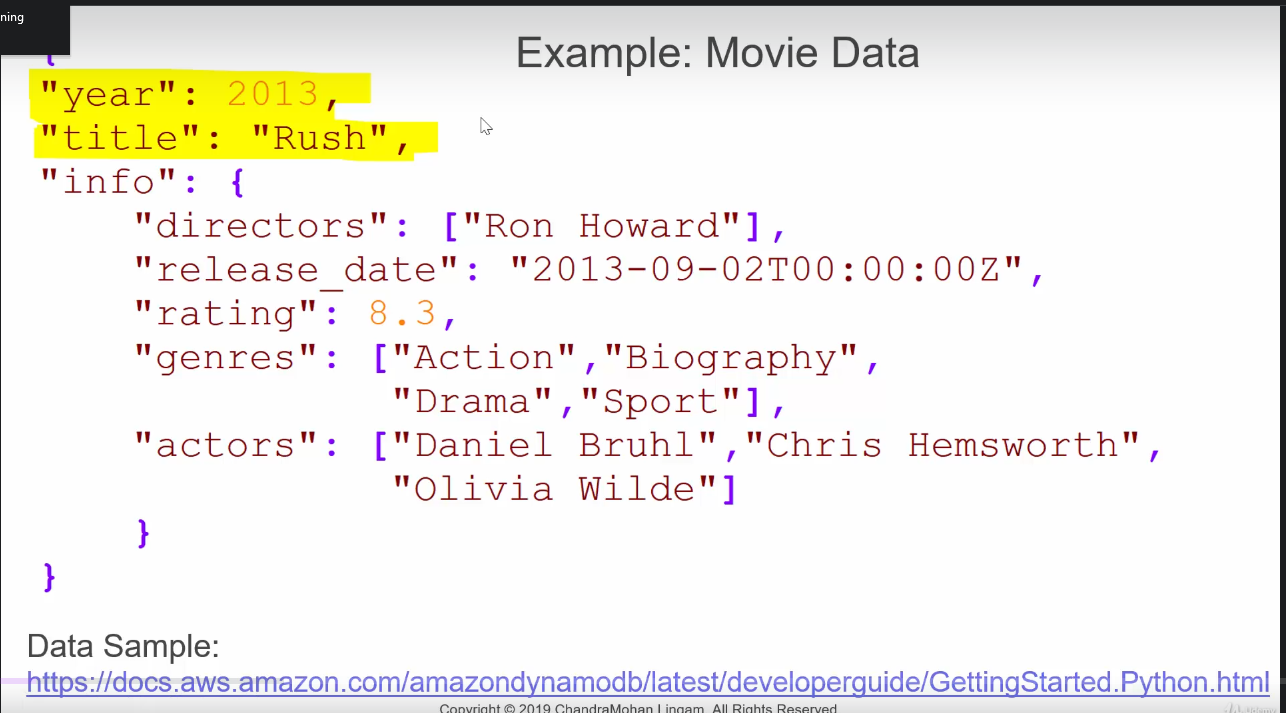 ning
Example: Movie Data
{
"year": 2013,
"title": "Rush",
"info": {
"directors": ["Ron Howard"],
"release_date": "2013-09-02T00:00:00Z",
"rating": 8.3,
"genres": ["Action","Biography",
"Drama","Sport"],
"actors": ["Daniel Bruhl","Chris Hemsworth",
"Olivia Wilde"]
}
}
Data Sample:
https://docs.aws.amazon.com/amazondynamodb/latest/developerguide/GettingStarted.Python.html
Copyright © 2019 ChandraMohan Lingam. All Rights Reserved.